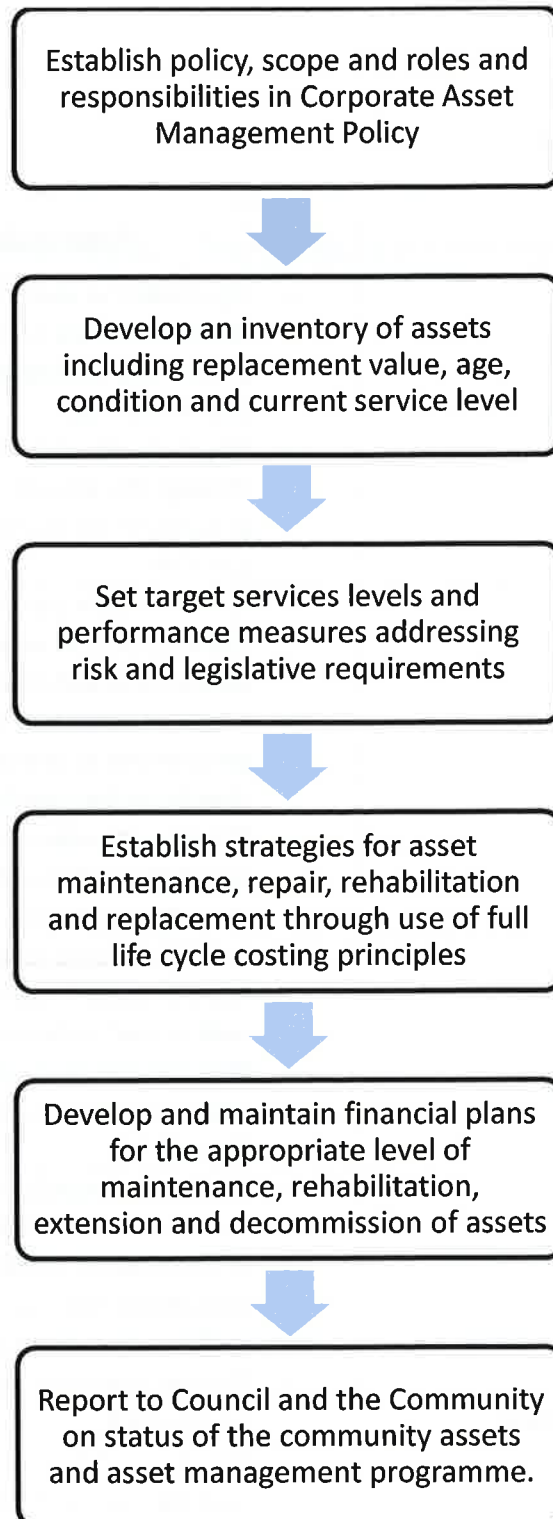 Establish policy, scope and roles and
responsibilities in Corporate Asset
Management Policy
Develop an inventory of assets
including replacement value, age,
condition and current service level
Set target services levels and
performance measures addressing
risk and legislative requirements
Establish strategies for asset
maintenance, repair, rehabilitation
and replacement through use of full
life cycle costing principles
Develop and maintain financial plans
for the appropriate level of
maintenance, rehabilitation,
extension and decommission of assets
Report to Council and the Community
on status of the community assets
and asset management programme.